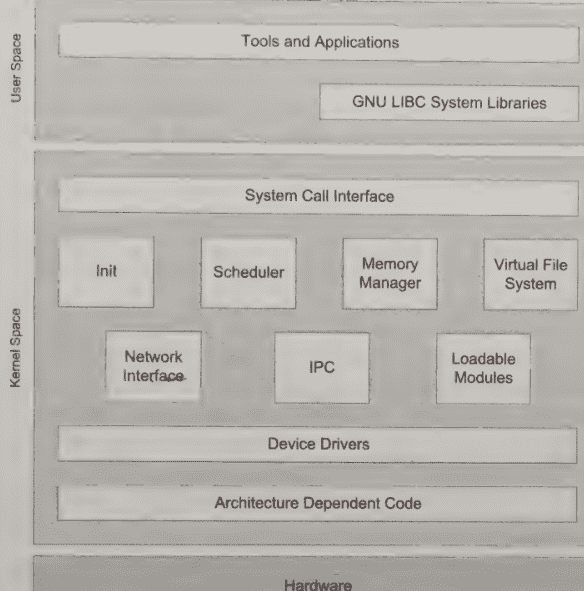 User Space
Tools and Applications
GNU LIBC System Libraries
Kernel Space
System Call Interface
Init
Scheduler
Memory
Manager
Virtual File
System
Network
Interface
IPC
Loadable
Modules
Device Drivers
Architecture Dependent Code
Hardware